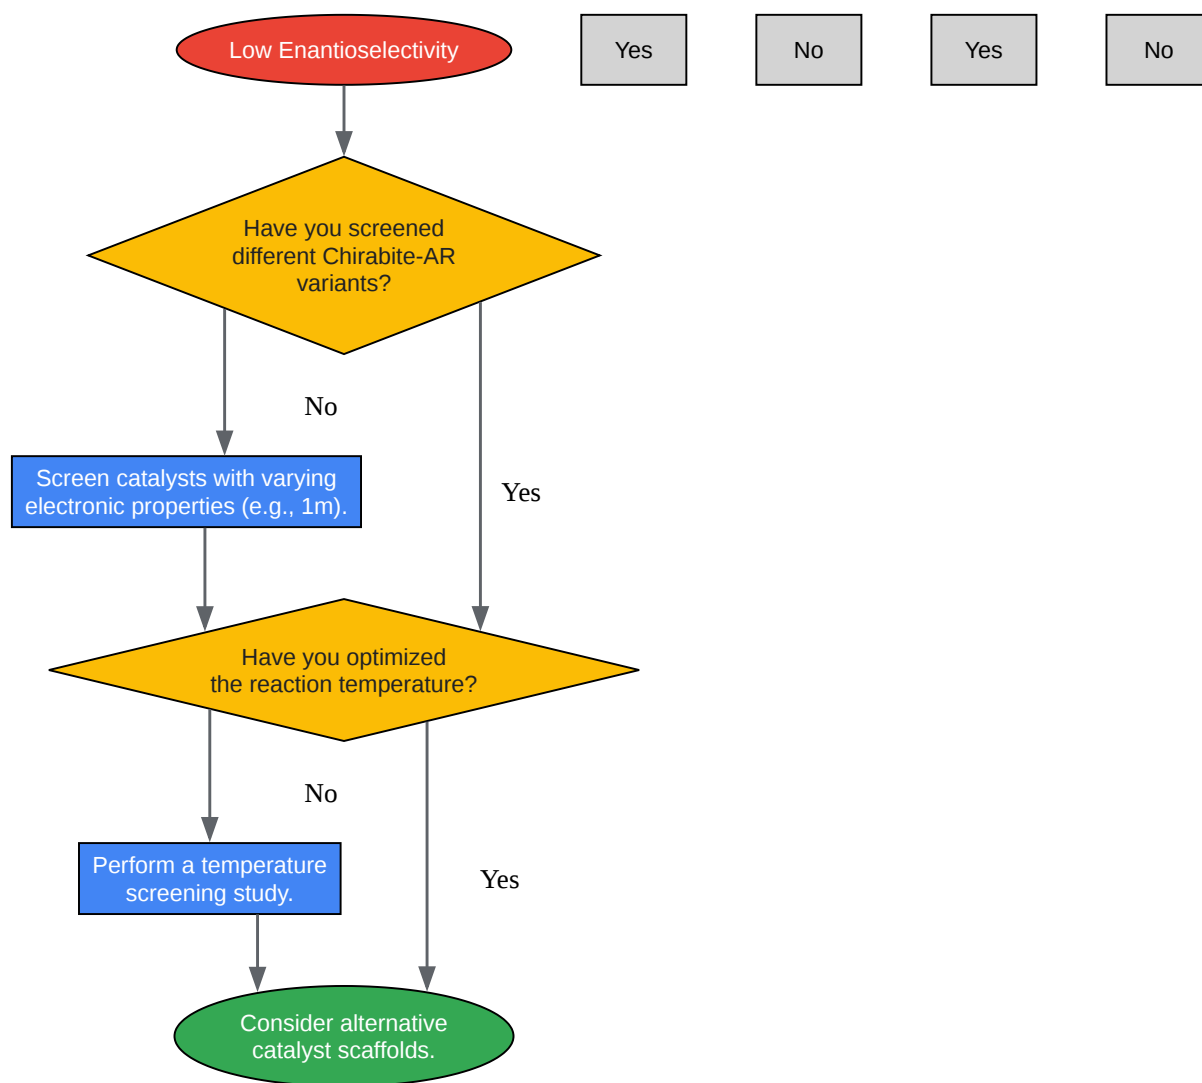 Low Enantioselectivity
Yes
No
Yes
No
Have you screened
different Chirabite-AR
variants?
No
Screen catalysts with varying
electronic properties (e.g., 1m).
Yes
Have you optimized
the reaction temperature?
No
Perform a temperature
screening study.
Yes
Consider alternative
catalyst scaffolds.